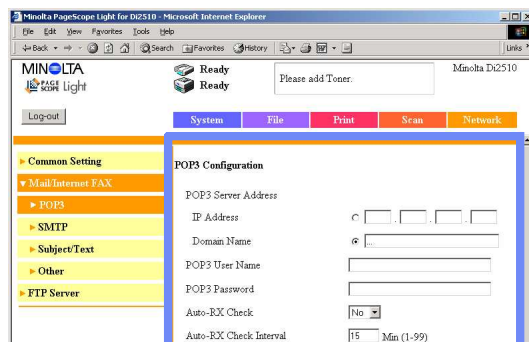 Minolta PageScope Light for Di2510 - Microsoft Internet Explorer
File Edit View Favorites Tools Help
Back Search Favorites History Links
MINOLTA Ready Please add Toner. Minolta Di2510
PAGE SCOPE Light Ready
Log-out System File Print Scan Network
Common Setting
Mail/Internet FAX
POP3
SMTP
Subject/Text
Other
FTP Server
POP3 Configuration
POP3 Server Address
IP Address . . .
Domain Name ...
POP3 User Name
POP3 Password
Auto-RX Check No
Auto-RX Check Interval 15 Min (1-99)